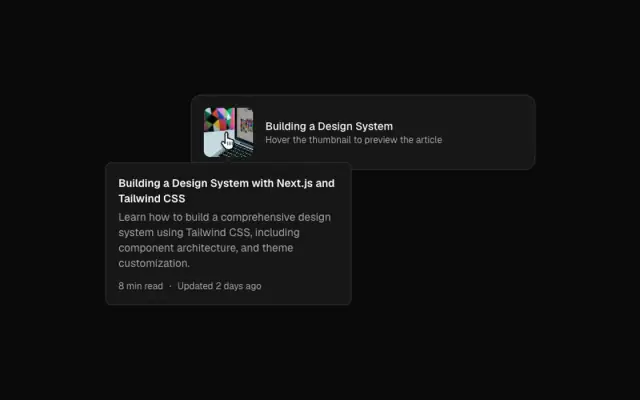 Building a Design System
Hover the thumbnail to preview the article
Building a Design System with Next.js and
Tailwind CSS
Learn how to build a comprehensive design
system using Tailwind CSS, including
component architecture, and theme
customization.
8 min read · Updated 2 days ago